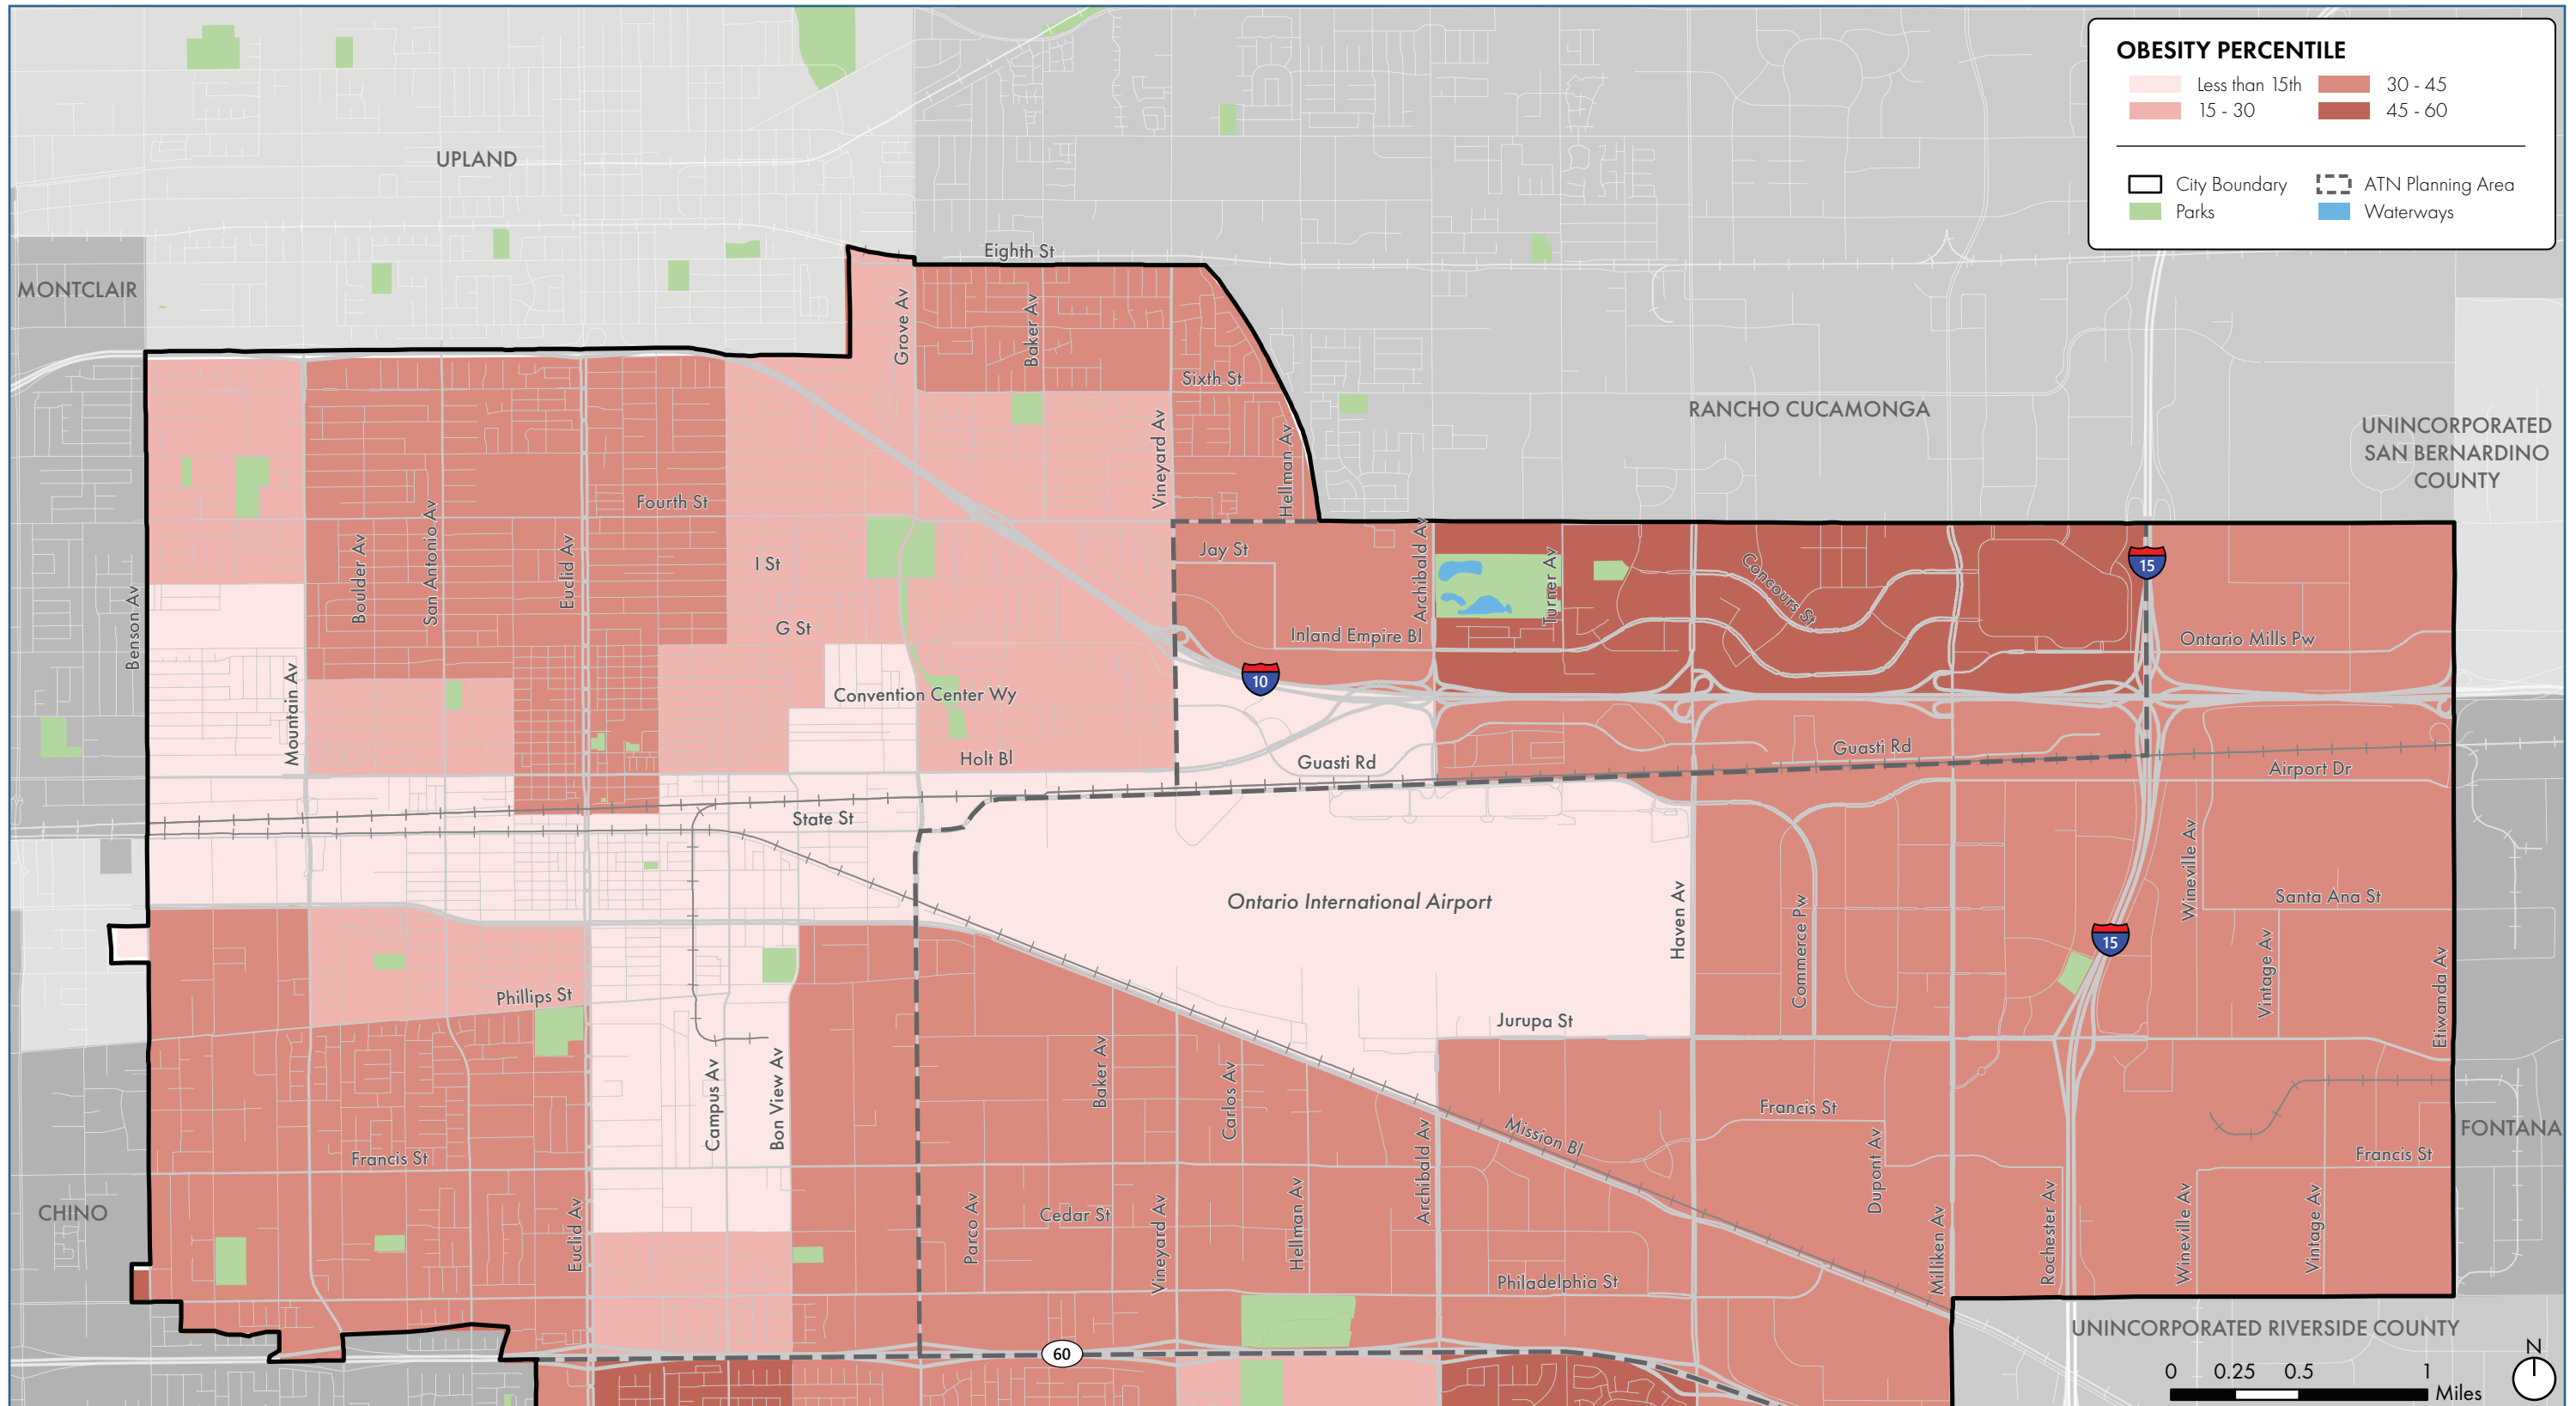 OBESITY PERCENTILE
Less than 15th
30 - 45
15 - 30
45 - 60
City Boundary
ATN Planning Area
Parks
Waterways
UPLAND
MONTCLAIR
Eighth St
Grove Av
Baker Av
Sixth St
Vineyard Av
Hellman Av
RANCHO CUCAMONGA
UNINCORPORATED
SAN BERNARDINO
COUNTY
Fourth St
Boulder Av
San Antonio Av
Euclid Av
I St
Jay St
Archibald Av
Turner Av
Concours St
15
Benson Av
G St
Inland Empire Bl
Ontario Mills Pw
Mountain Av
Convention Center Wy
10
Holt Bl
Guasti Rd
Guasti Rd
Airport Dr
State St
Wineville Av
Ontario International Airport
Haven Av
Commerce Pw
Santa Ana St
15
Vintage Av
Etiwanda Av
Phillips St
Jurupa St
Campus Av
Bon View Av
Baker Av
Carlos Av
Francis St
Mission Bl
Dupont Av
FONTANA
Francis St
Francis St
CHINO
Euclid Av
Parco Av
Cedar St
Vineyard Av
Hellman Av
Archibald Av
Philadelphia St
Milliken Av
Rochester Av
Wineville Av
Vintage Av
60
UNINCORPORATED RIVERSIDE COUNTY
N
0 0.25 0.5 1
Miles